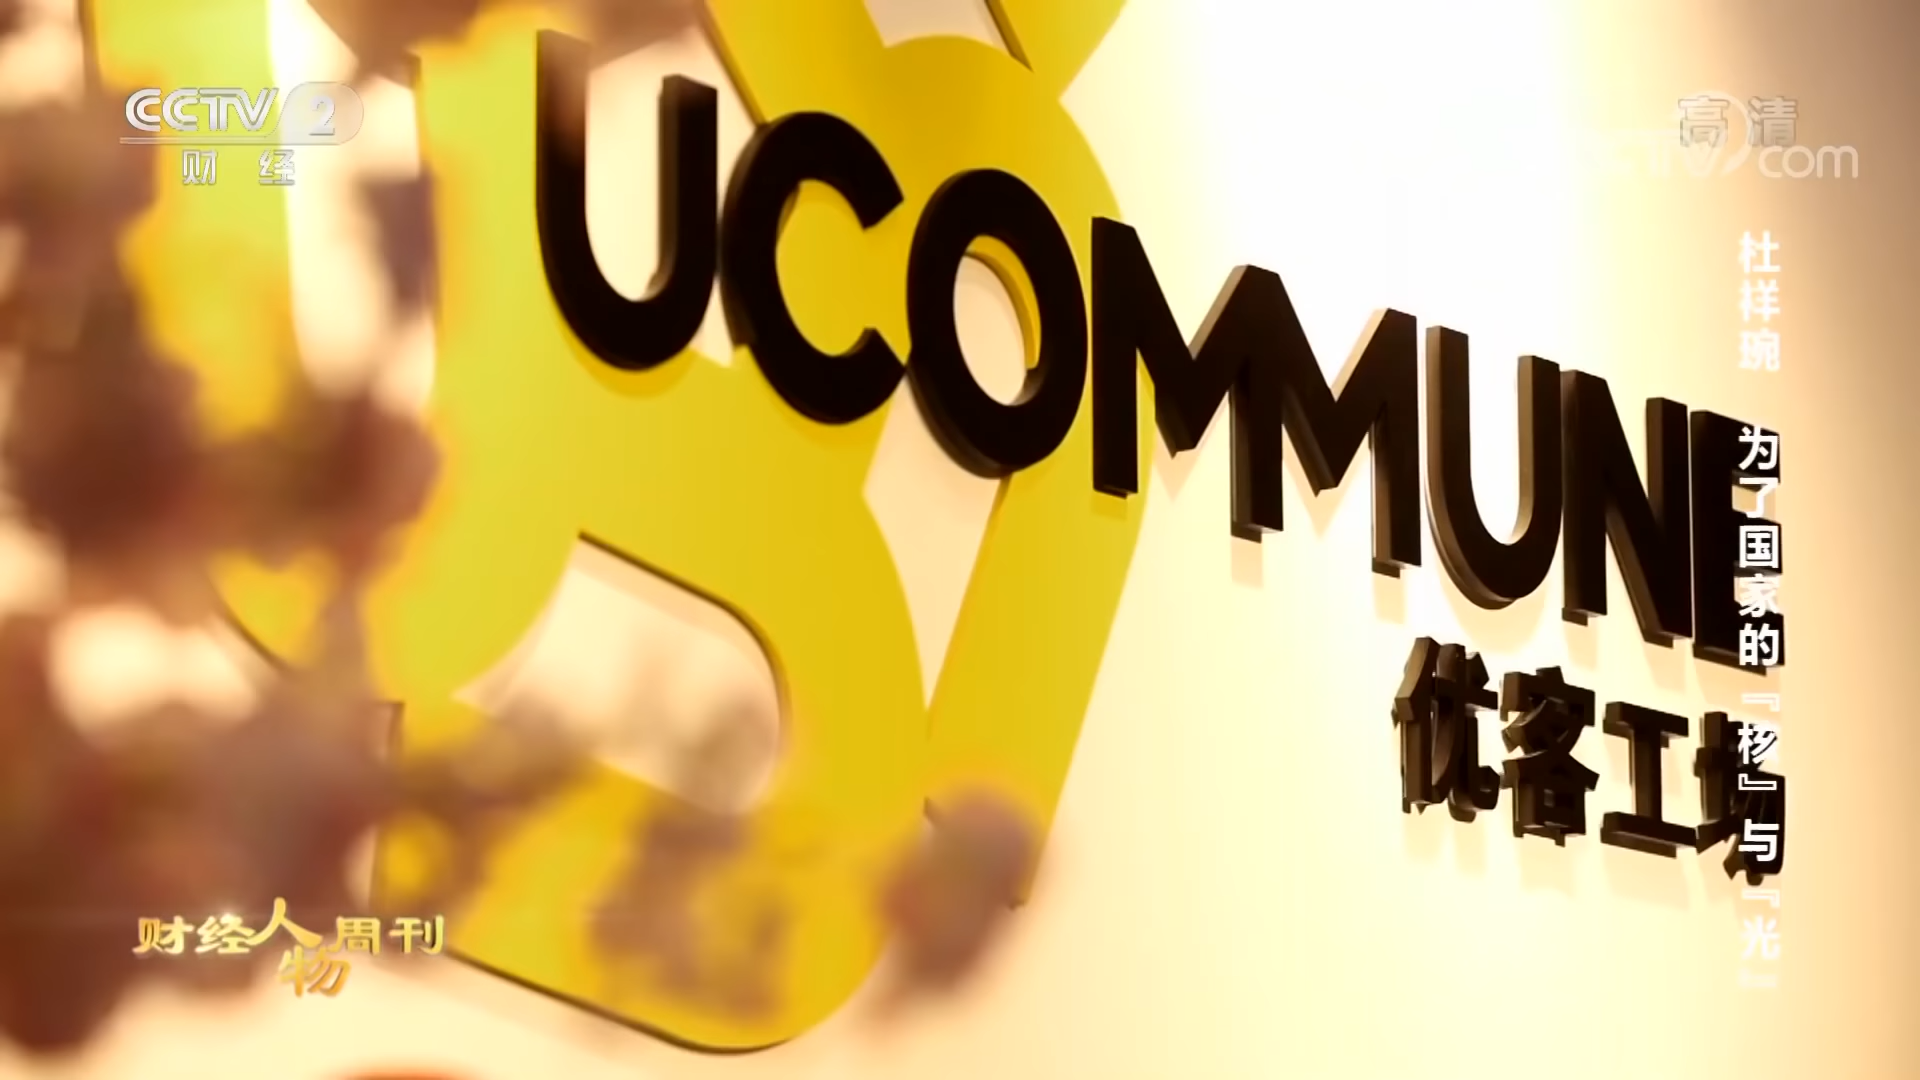 CCTV 2
财经
高清
com
UCOMMUNE
优客工场
杜祥琬 为了国家的『核』与『光』
财经人物周刊